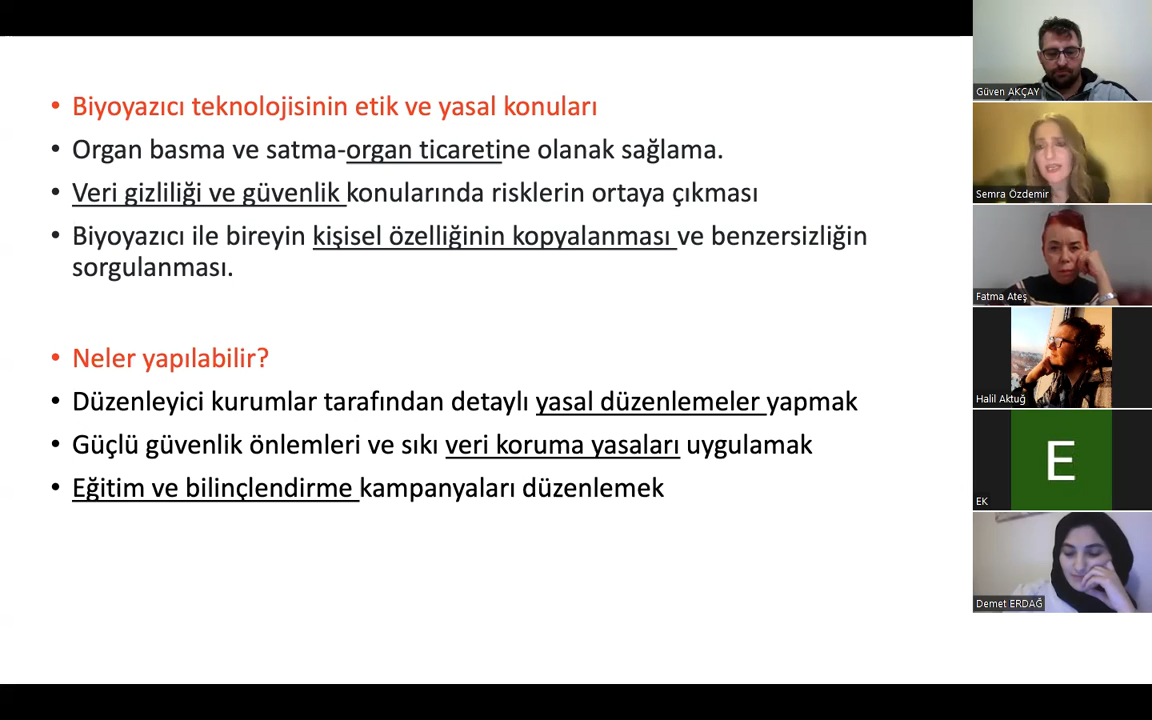 • Biyoyazıcı teknolojisinin etik ve yasal konuları
• Organ basma ve satma-organ ticaretine olanak sağlama.
• Veri gizliliği ve güvenlik konularında risklerin ortaya çıkması
• Biyoyazıcı ile bireyin kişisel özelliğinin kopyalanması ve benzersizliğin
sorgulanması.
• Neler yapılabilir?
• Düzenleyici kurumlar tarafından detaylı yasal düzenlemeler yapmak
• Güçlü güvenlik önlemleri ve sıkı veri koruma yasaları uygulamak
• Eğitim ve bilinçlendirme kampanyaları düzenlemek
Güven AKÇAY
Semra Özdemir
Fatma Ateş
Halil Aktuğ
E
EK
Demet ERDAĞ